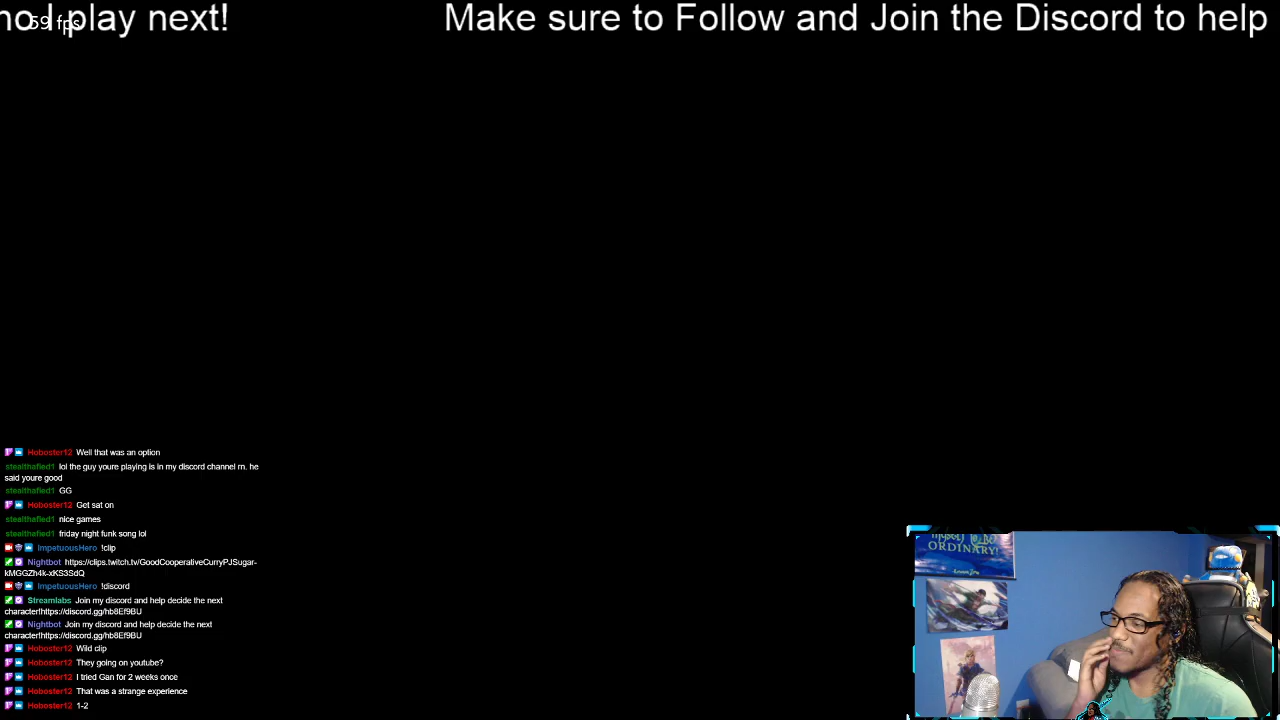 no I play next! Make sure to Follow and Join the Discord to help
59 fps
Hoboster12 Well that was an option
stealthafied1 lol the guy youre playing is in my discord channel rn. he
said youre good
stealthafied1 GG
Hoboster12 Get sat on
stealthafied1 nice games
stealthafied1 friday night funk song lol
ImpetuousHero !clip
Nightbot https://clips.twitch.tv/GoodCooperativeCurryPJSugar-
kMGGZh4k-xKS3SdQ
ImpetuousHero !discord
Streamlabs Join my discord and help decide the next
character!https://discord.gg/hb8Ef9BU
Nightbot Join my discord and help decide the next
character!https://discord.gg/hb8Ef9BU
Hoboster12 Wild clip
Hoboster12 They going on youtube?
Hoboster12 I tried Gan for 2 weeks once
Hoboster12 That was a strange experience
Hoboster12 1-2
ORDINARY!